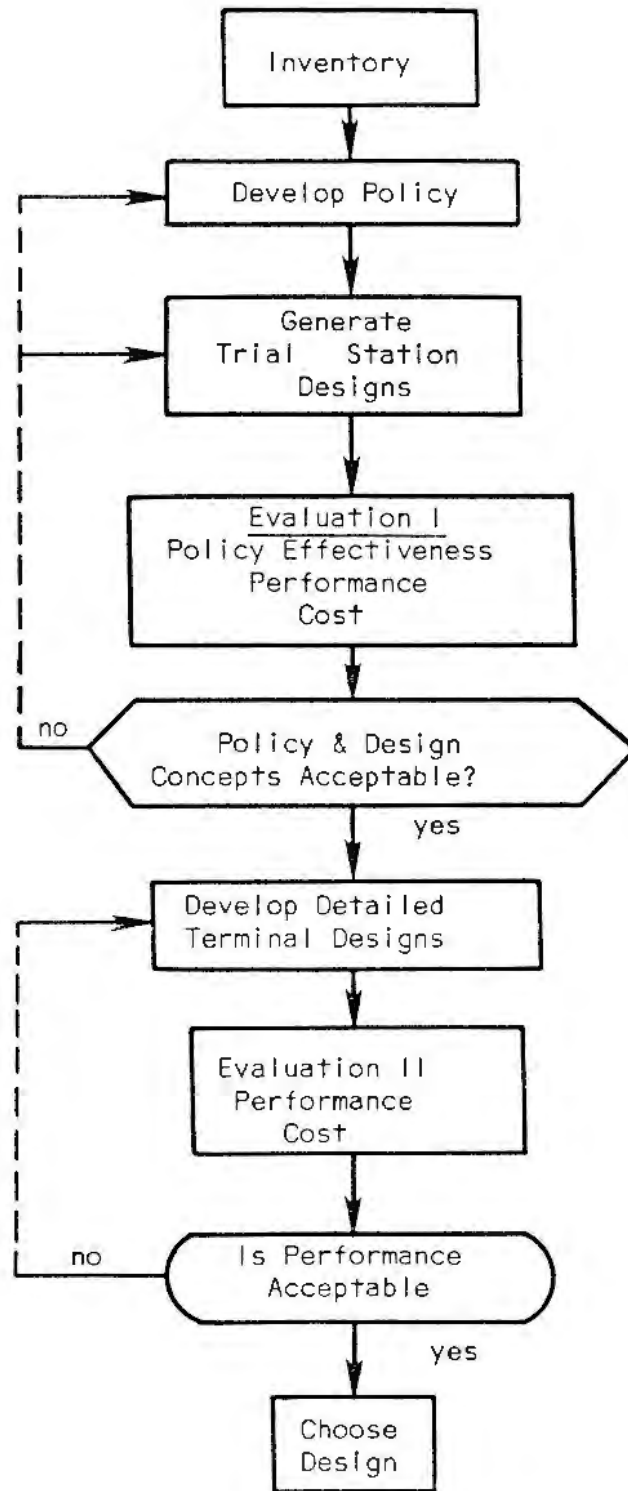 Inventory
Develop Policy
Generate
Trial Station
Designs
Evaluation I
Policy Effectiveness
Performance
Cost
no
Policy & Design
Concepts Acceptable?
yes
Develop Detailed
Terminal Designs
Evaluation II
Performance
Cost
no
Is Performance
Acceptable
yes
Choose
Design